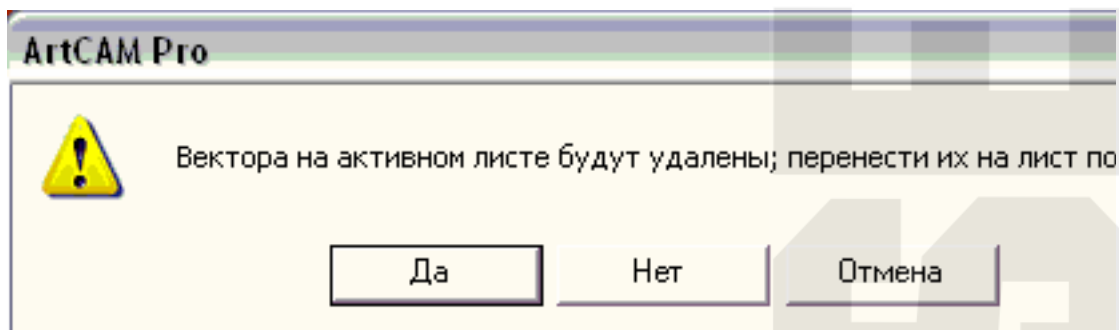 ArtCAM Pro
Вектора на активном листе будут удалены; перенести их на лист по
Да Нет Отмена